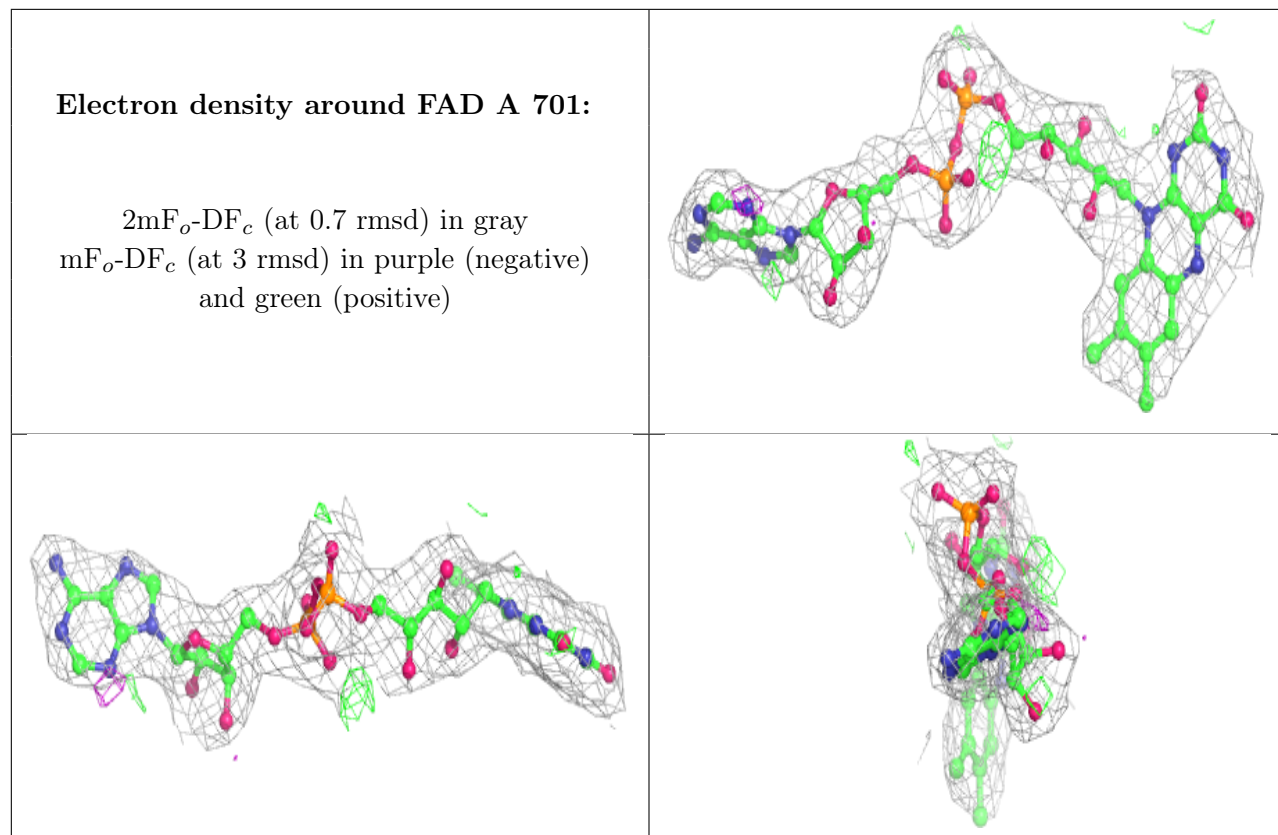 Electron density around FAD A 701:
2mFo-DFc (at 0.7 rmsd) in gray
mFo-DFc (at 3 rmsd) in purple (negative)
and green (positive)